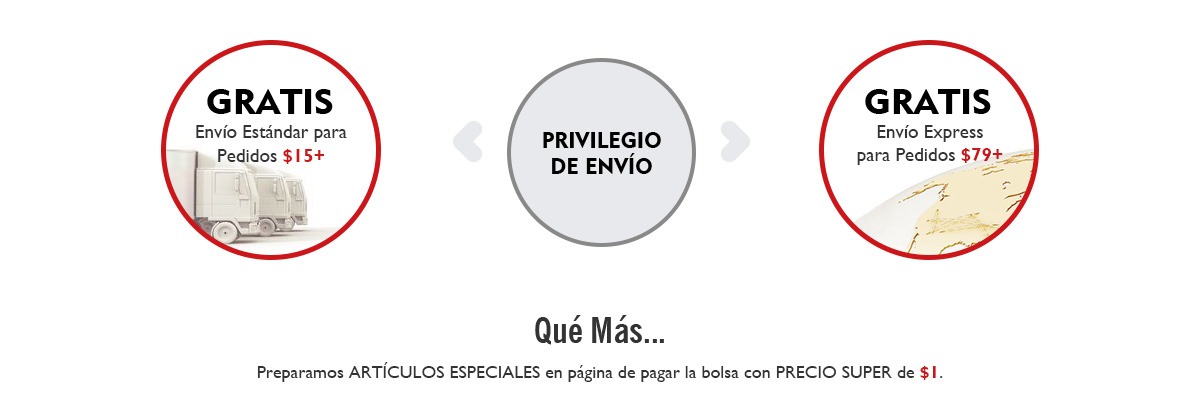 GRATIS
Envío Estándar para
Pedidos $15+
PRIVILEGIO
DE ENVÍO
GRATIS
Envío Express
para Pedidos $79+
Qué Más...
Preparamos ARTÍCULOS ESPECIALES en página de pagar la bolsa con PRECIO SUPER de $1.